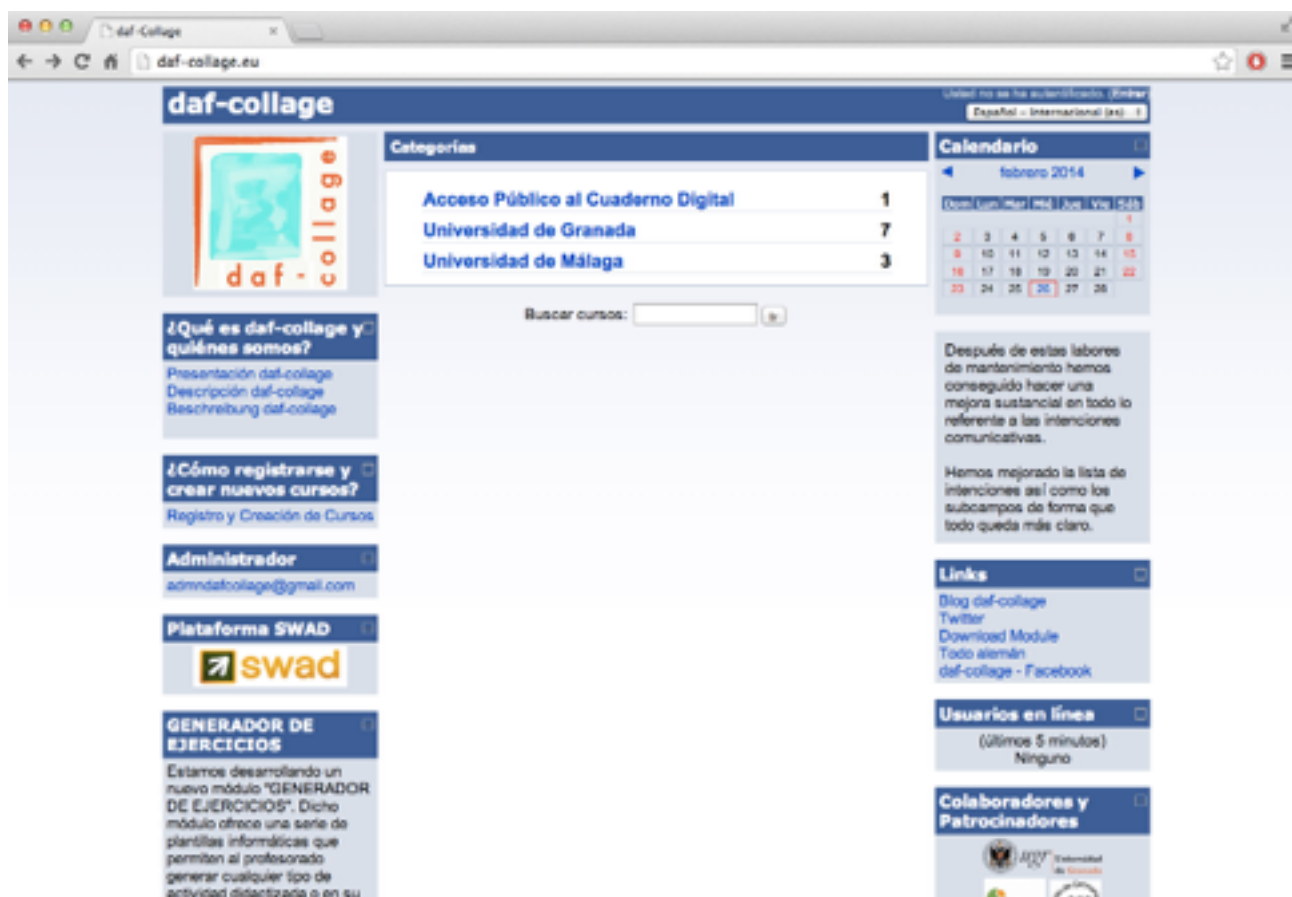 daf-Collage
daf-collage.eu
daf-collage
Usted no se ha autentificado. (Entrar)
Español - Internacional (es)
daf-collage
¿Qué es daf-collage y quiénes somos?
Presentación daf-collage
Descripción daf-collage
Beschreibung daf-collage
¿Cómo registrarse y
crear nuevos cursos?
Registro y Creación de Cursos
Administrador
admndafcollage@gmail.com
Plataforma SWAD
swad
GENERADOR DE
EJERCICIOS
Estamos desarrollando un
nuevo módulo "GENERADOR
DE EJERCICIOS". Dicho
módulo ofrece una serie de
plantillas informáticas que
permiten al profesorado
generar cualquier tipo de
actividad didactizada o en su
Categorías
Acceso Público al Cuaderno Digital 1
Universidad de Granada 7
Universidad de Málaga 3
Buscar cursos:
Ir
Calendario
febrero 2014
Dom Lun Mar Mié Jue Vie Sáb
1
2 3 4 5 6 7 8
9 10 11 12 13 14 15
16 17 18 19 20 21 22
23 24 25 26 27 28
Después de estas labores
de mantenimiento hemos
conseguido hacer una
mejora sustancial en todo lo
referente a las intenciones
comunicativas.
Hemos mejorado la lista de
intenciones así como los
subcampos de forma que
todo queda más claro.
Links
Blog daf-collage
Twitter
Download Module
Todo alemán
daf-collage - Facebook
Usuarios en línea
(últimos 5 minutos)
Ninguno
Colaboradores y
Patrocinadores
ugr Universidad
de Granada